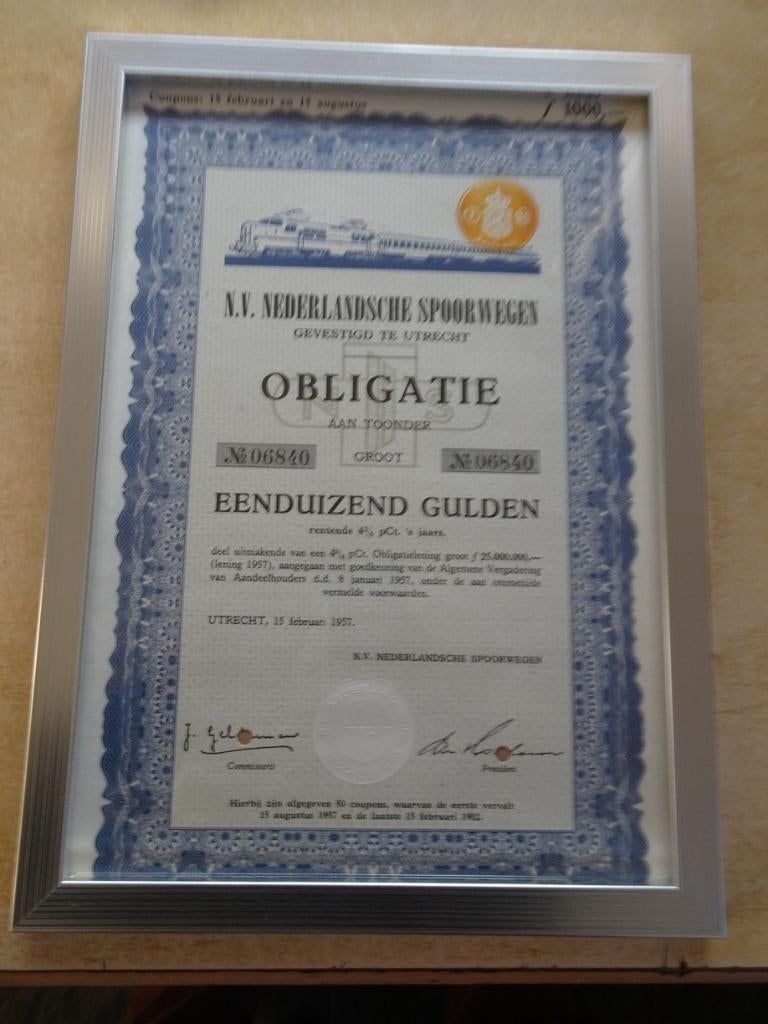 Coupons: 15 februari en 15 augustus
f 1000,—
N.V. NEDERLANDSCHE SPOORWEGEN
GEVESTIGD TE UTRECHT
OBLIGATIE
AAN TOONDER
№ 06840 GROOT № 06840
EENDUIZEND GULDEN
rentende 4¾ pCt. 's jaars,
deel uitmakende van een 4¾ pCt. Obligatielening groot ƒ 25.000.000,—
(lening 1957), aangegaan met goedkeuring van de Algemene Vergadering
van Aandeelhouders d.d. 8 januari 1957, onder de aan ommezijde
vermelde voorwaarden.
UTRECHT, 15 februari 1957.
N.V. NEDERLANDSCHE SPOORWEGEN
Commissaris
President
Hierbij zijn afgegeven 50 coupons, waarvan de eerste vervalt
15 augustus 1957 en de laatste 15 februari 1982.